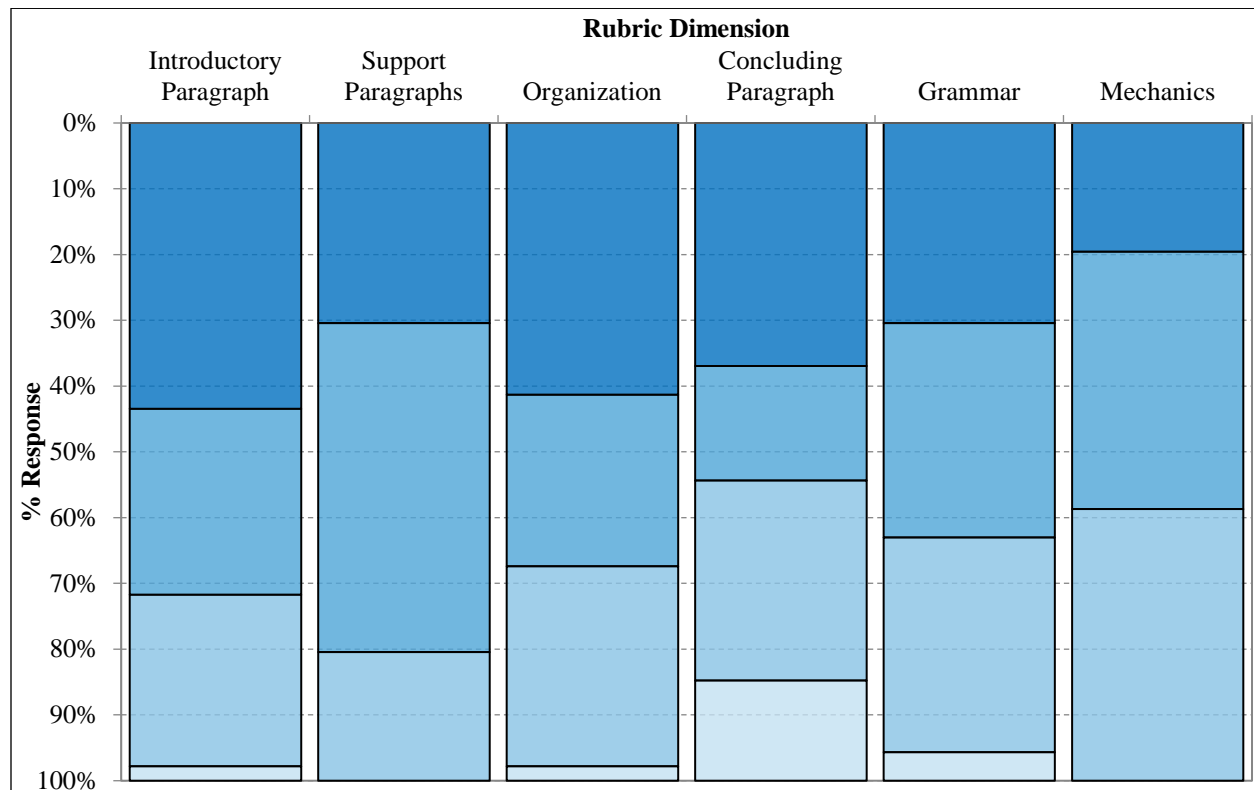 Rubric Dimension
Introductory
Paragraph
Support
Paragraphs
Organization
Concluding
Paragraph
Grammar
Mechanics
% Response
0%
10%
20%
30%
40%
50%
60%
70%
80%
90%
100%